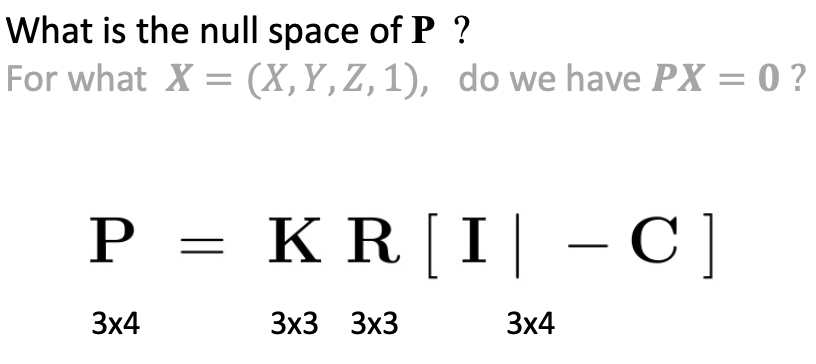 What is the null space of P ?
For what X = (X, Y, Z, 1), do we have PX = 0 ?
P = K R [ I | − C ]
3x4 3x3 3x3 3x4